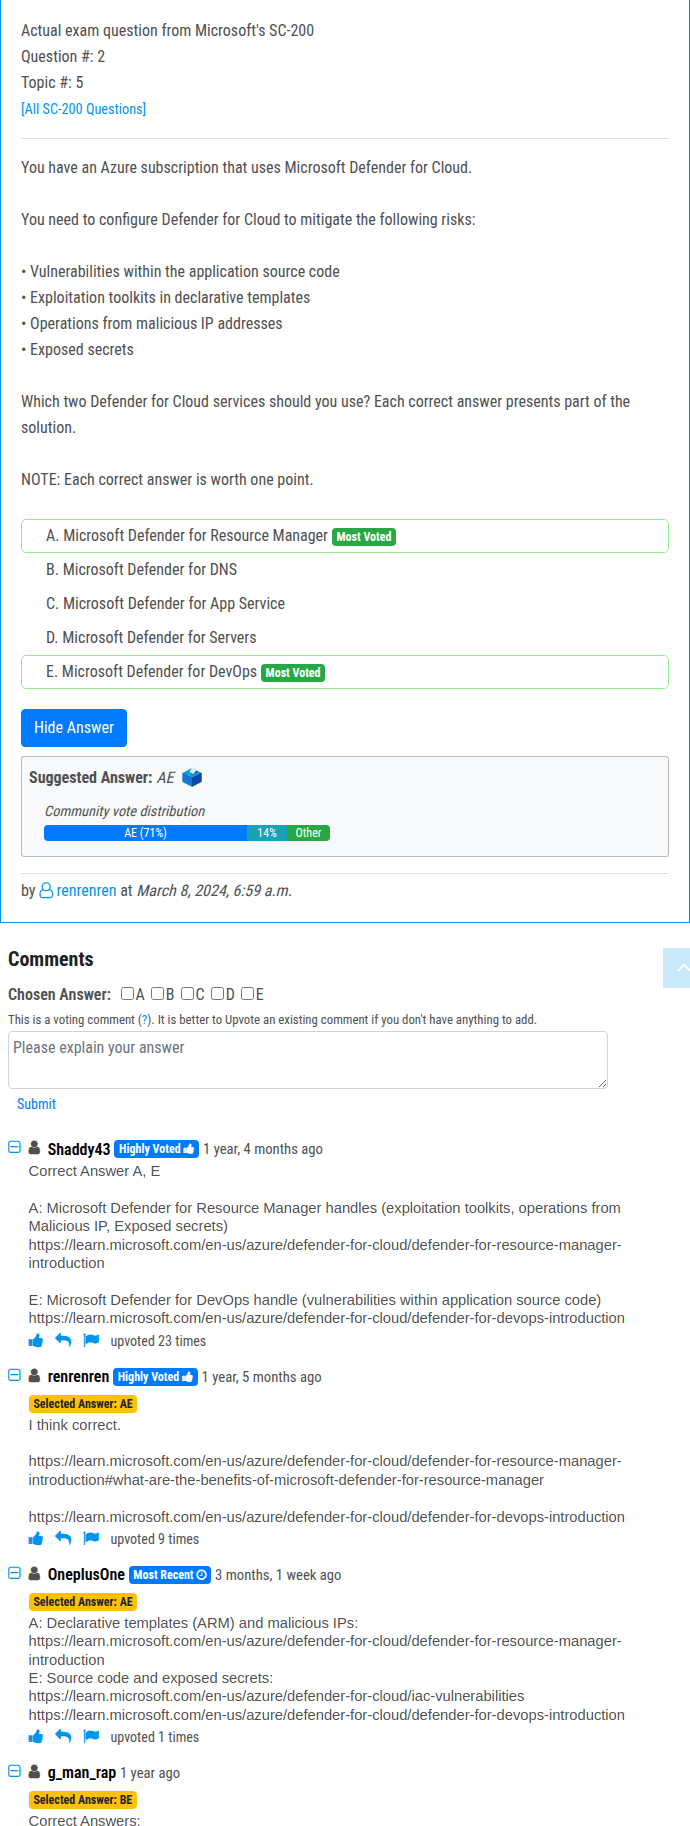 Actual exam question from Microsoft's SC-200
Question #: 2
Topic #: 5
[All SC-200 Questions]
You have an Azure subscription that uses Microsoft Defender for Cloud.
You need to configure Defender for Cloud to mitigate the following risks:
• Vulnerabilities within the application source code
• Exploitation toolkits in declarative templates
• Operations from malicious IP addresses
• Exposed secrets
Which two Defender for Cloud services should you use? Each correct answer presents part of the
solution.
NOTE: Each correct answer is worth one point.
A. Microsoft Defender for Resource Manager Most Voted
B. Microsoft Defender for DNS
C. Microsoft Defender for App Service
D. Microsoft Defender for Servers
E. Microsoft Defender for DevOps Most Voted
Hide Answer
Suggested Answer: AE
Community vote distribution
AE (71%) 14% Other
by renrenren at March 8, 2024, 6:59 a.m.
Comments
Chosen Answer: A B C D E
This is a voting comment (?). It is better to Upvote an existing comment if you don't have anything to add.
Please explain your answer
Submit
Shaddy43 Highly Voted 1 year, 4 months ago
Correct Answer A, E
A: Microsoft Defender for Resource Manager handles (exploitation toolkits, operations from
Malicious IP, Exposed secrets)
https://learn.microsoft.com/en-us/azure/defender-for-cloud/defender-for-resource-manager-
introduction
E: Microsoft Defender for DevOps handle (vulnerabilities within application source code)
https://learn.microsoft.com/en-us/azure/defender-for-cloud/defender-for-devops-introduction
upvoted 23 times
renrenren Highly Voted 1 year, 5 months ago
Selected Answer: AE
I think correct.
https://learn.microsoft.com/en-us/azure/defender-for-cloud/defender-for-resource-manager-
introduction#what-are-the-benefits-of-microsoft-defender-for-resource-manager
https://learn.microsoft.com/en-us/azure/defender-for-cloud/defender-for-devops-introduction
upvoted 9 times
OneplusOne Most Recent 3 months, 1 week ago
Selected Answer: AE
A: Declarative templates (ARM) and malicious IPs:
https://learn.microsoft.com/en-us/azure/defender-for-cloud/defender-for-resource-manager-
introduction
E: Source code and exposed secrets:
https://learn.microsoft.com/en-us/azure/defender-for-cloud/iac-vulnerabilities
https://learn.microsoft.com/en-us/azure/defender-for-cloud/defender-for-devops-introduction
upvoted 1 times
g_man_rap 1 year ago
Selected Answer: BE
Correct Answers: